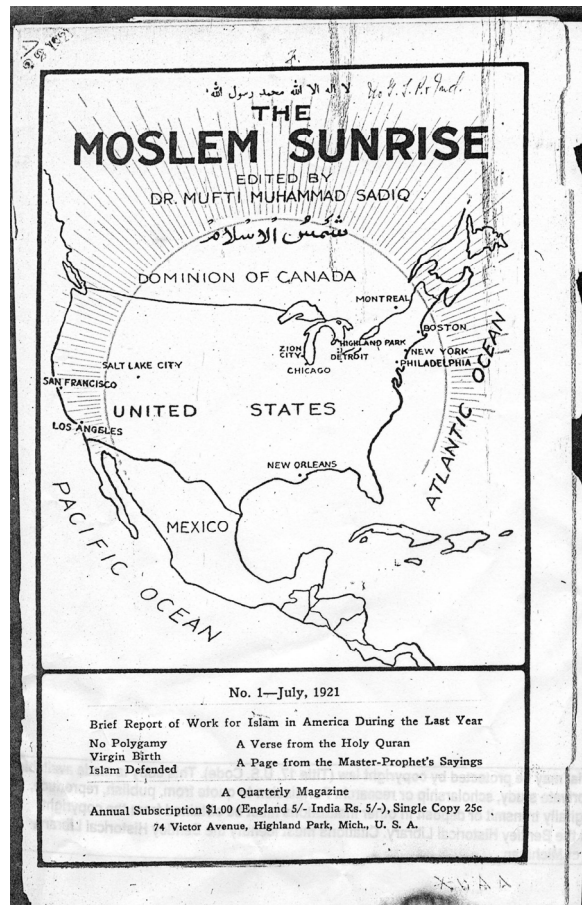 لا اله الا الله محمد رسول الله
THE
MOSLEM SUNRISE
EDITED BY
DR. MUFTI MUHAMMAD SADIQ
شمس الاسلام
DOMINION OF CANADA
MONTREAL
BOSTON
ZION CITY
HIGHLAND PARK
DETROIT
NEW YORK
PHILADELPHIA
CHICAGO
SALT LAKE CITY
SAN FRANCISCO
UNITED STATES
LOS ANGELES
NEW ORLEANS
ATLANTIC OCEAN
MEXICO
PACIFIC OCEAN
No. 1—July, 1921
Brief Report of Work for Islam in America During the Last Year
No Polygamy
Virgin Birth
Islam Defended
A Verse from the Holy Quran
A Page from the Master-Prophet's Sayings
A Quarterly Magazine
Annual Subscription $1.00 (England 5/- India Rs. 5/-), Single Copy 25c
74 Victor Avenue, Highland Park, Mich., U. S. A.